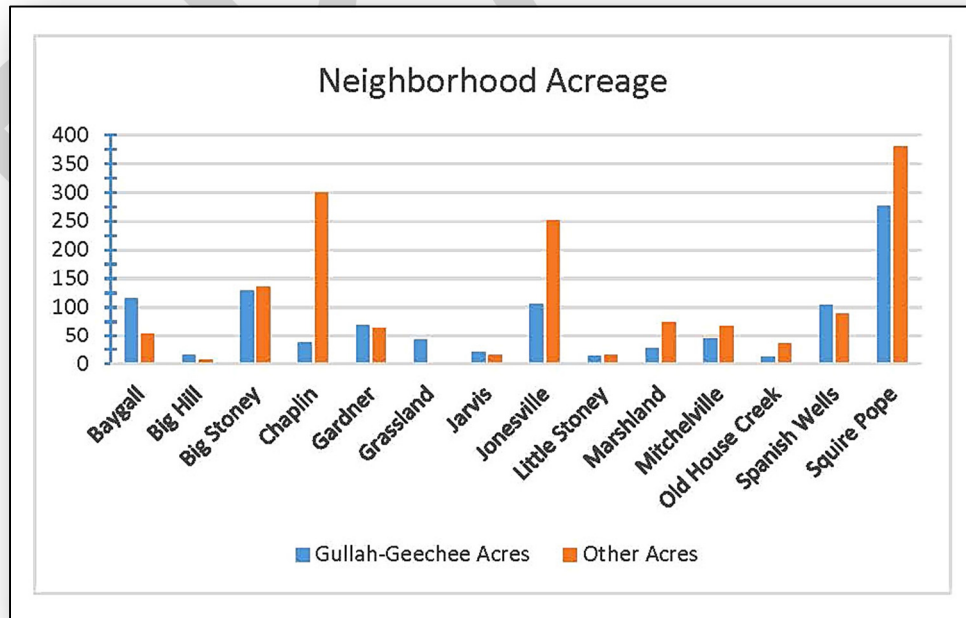 Neighborhood Acreage
400
350
300
250
200
150
100
50
0
Baygall
Big Hill
Big Stoney
Chaplin
Gardner
Grassland
Jarvis
Jonesville
Little Stoney
Marshland
Mitchelville
Old House Creek
Spanish Wells
Squire Pope
Gullah-Geechee Acres
Other Acres